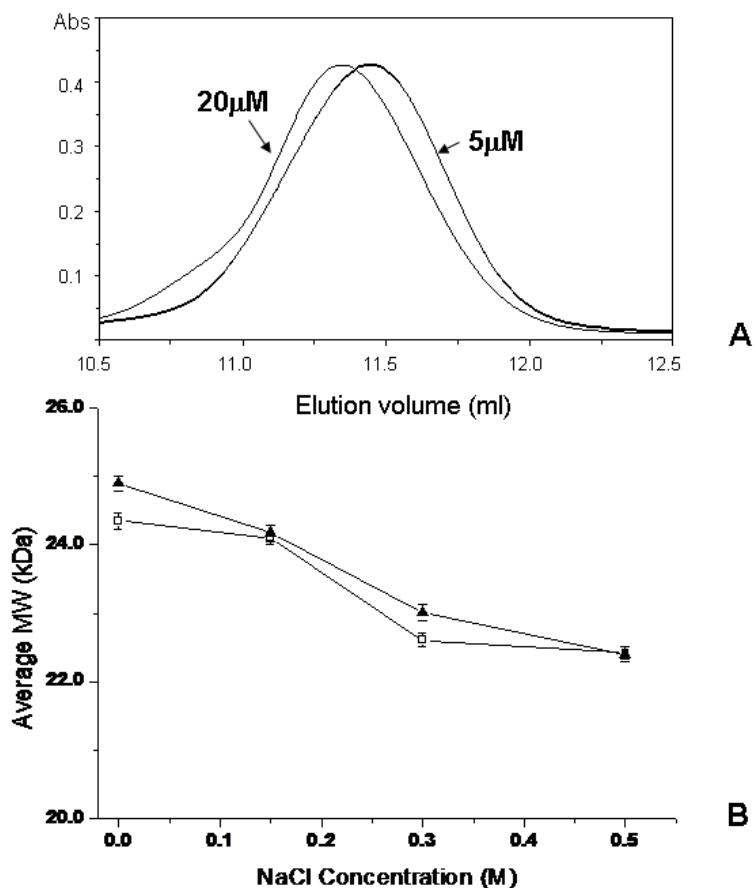 Abs
0.4
20µM
0.3
5µM
0.2
0.1
10.5 11.0 11.5 12.0 12.5
A
Elution volume (ml)
26.0
24.0
22.0
20.0
Average MW (kDa)
B
0.0 0.1 0.2 0.3 0.4 0.5
NaCl Concentration (M)